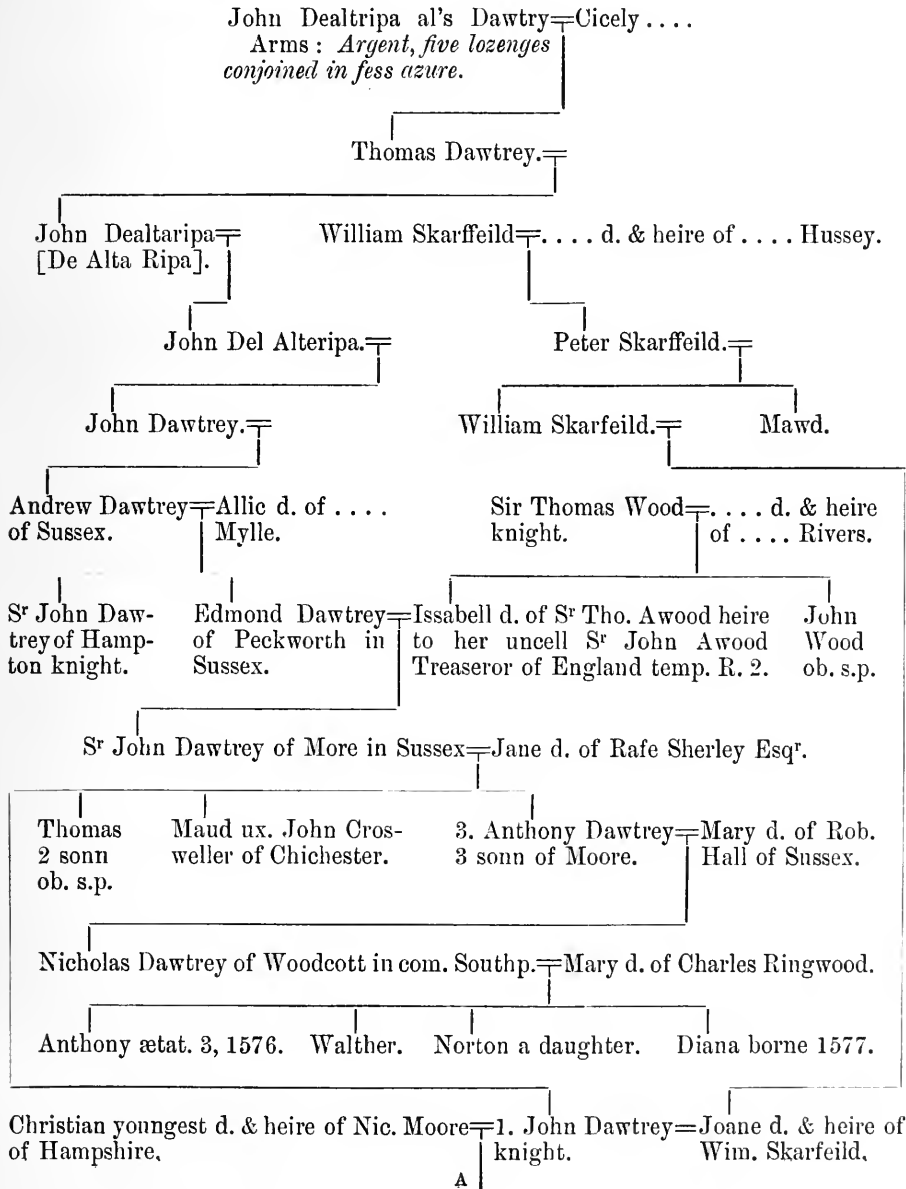 John Dealtripa al's Dawtry=Cicely ....
Arms : Argent, five lozenges
conjoined in fess azure.
Thomas Dawtrey.=
John Dealtaripa= William Skarffeild=.... d. & heire of .... Hussey.
[De Alta Ripa].
John Del Alteripa.= Peter Skarffeild.=
John Dawtrey.= William Skarfeild.= Mawd.
Andrew Dawtrey=Allic d. of .... Sir Thomas Wood=.... d. & heire
of Sussex. Mylle. knight. of .... Rivers.
Sr John Daw- Edmond Dawtrey=Issabell d. of Sr Tho. Awood heire John
trey of Hamp- of Peckworth in to her uncell Sr John Awood Wood
ton knight. Sussex. Treaseror of England temp. R. 2. ob. s.p.
Sr John Dawtrey of More in Sussex=Jane d. of Rafe Sherley Esqr.
Thomas Maud ux. John Cros- 3. Anthony Dawtrey=Mary d. of Rob.
2 sonn weller of Chichester. 3 sonn of Moore. Hall of Sussex.
ob. s.p.
Nicholas Dawtrey of Woodcott in com. Southp.=Mary d. of Charles Ringwood.
Anthony ætat. 3, 1576. Walther. Norton a daughter. Diana borne 1577.
Christian youngest d. & heire of Nic. Moore=1. John Dawtrey=Joane d. & heire of
of Hampshire. knight. Wim. Skarfeild.
A